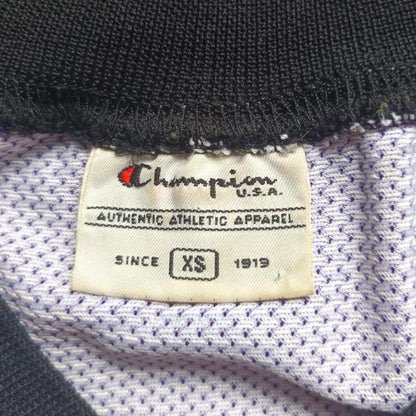 Champion
U.S.A.
AUTHENTIC ATHLETIC APPAREL
SINCE XS 1919